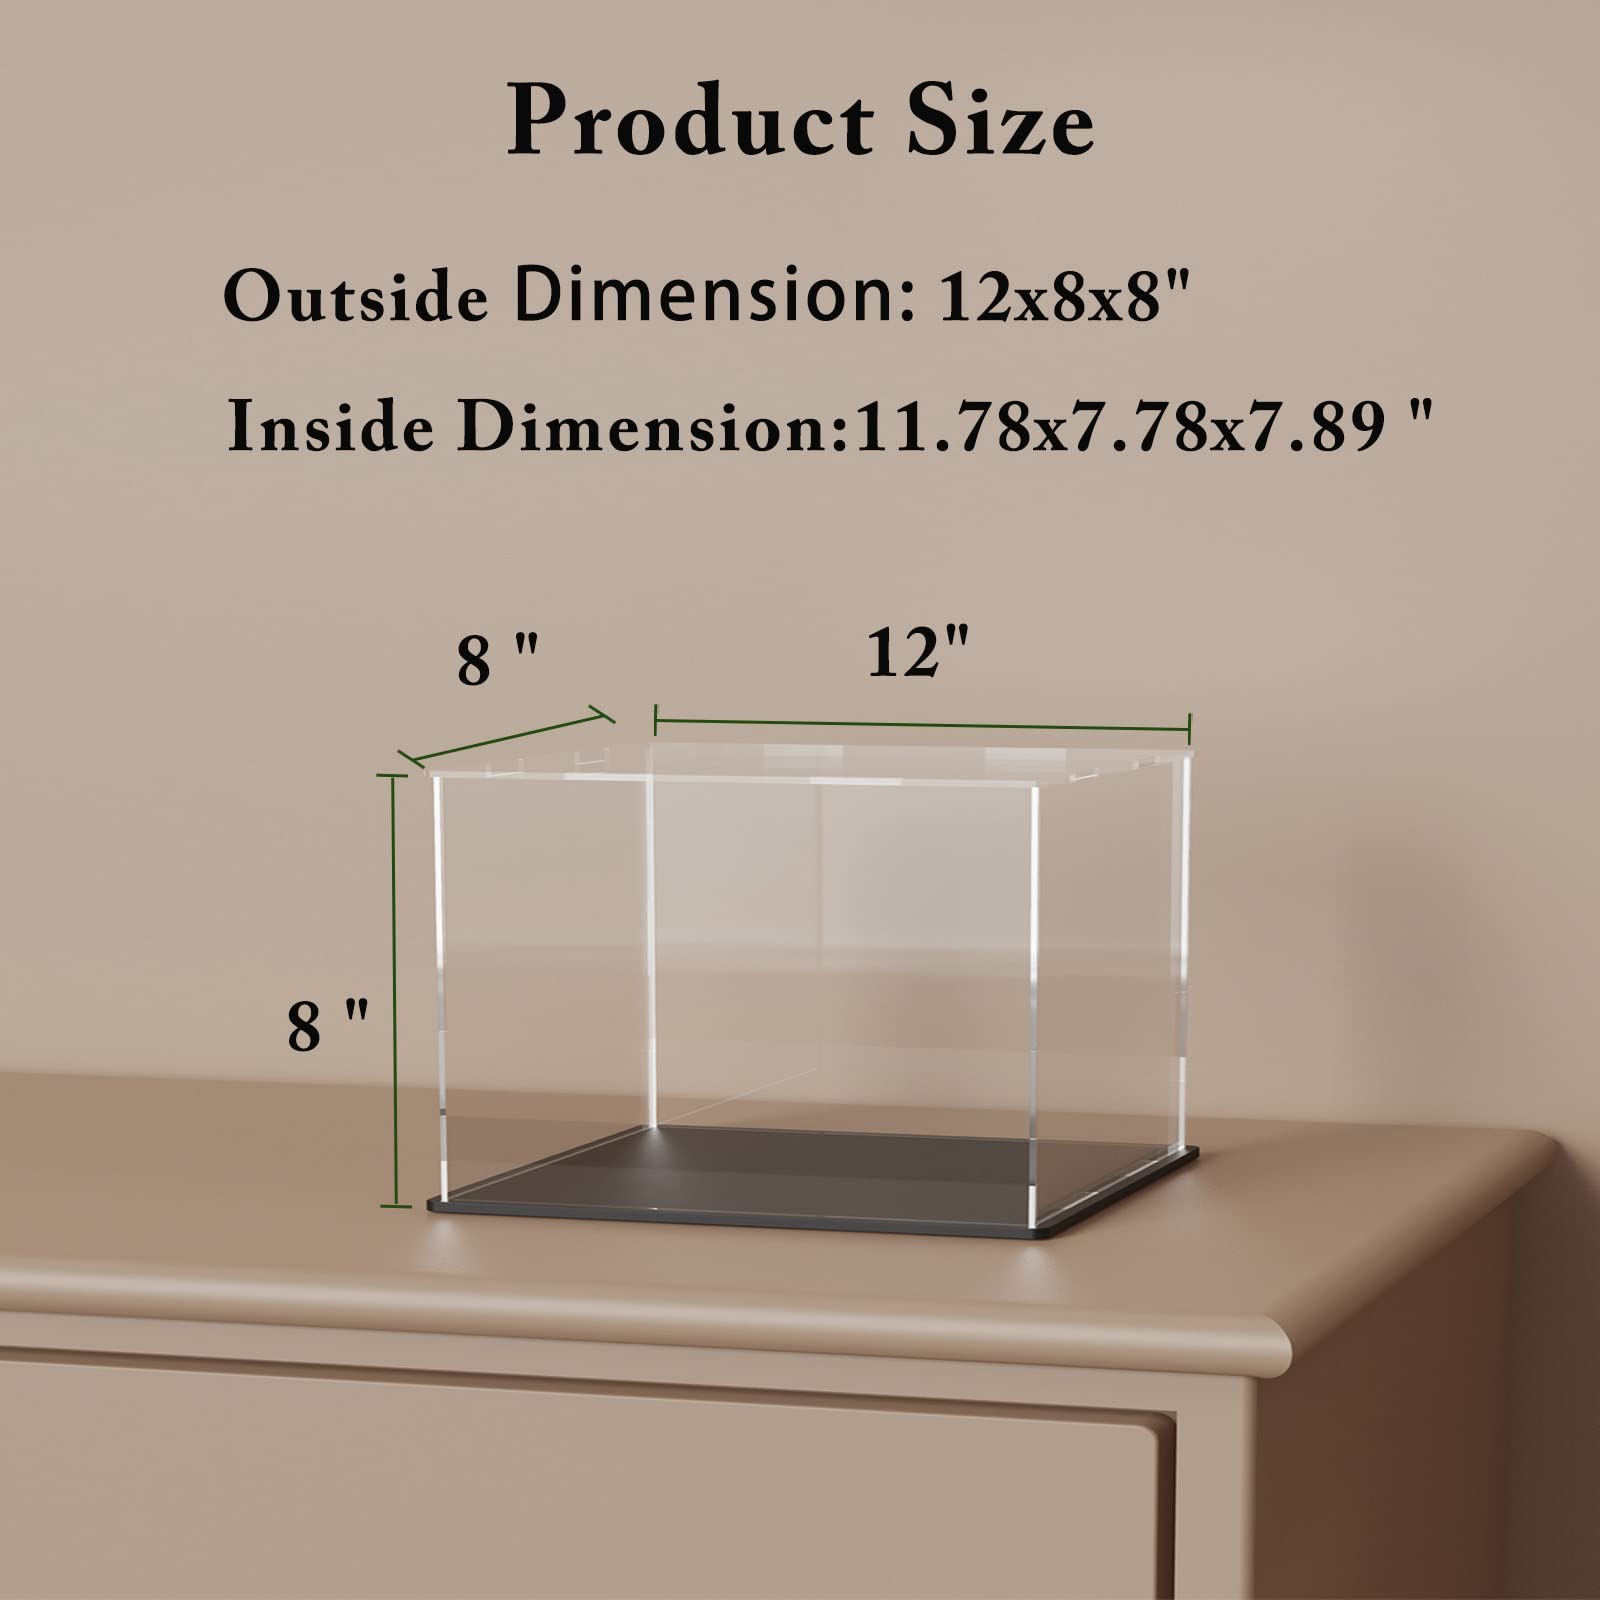 Product Size
Outside Dimension: 12x8x8"
Inside Dimension:11.78x7.78x7.89 "
8 "
12"
8 "